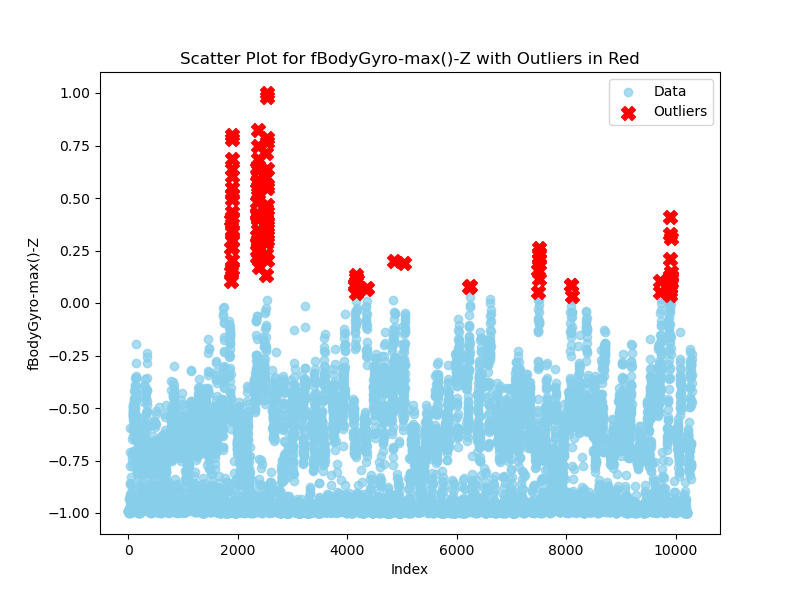 Scatter Plot for fBodyGyro-max()-Z with Outliers in Red
Data
Outliers
fBodyGyro-max()-Z
1.00
0.75
0.50
0.25
0.00
−0.25
−0.50
−0.75
−1.00
0 2000 4000 6000 8000 10000
Index